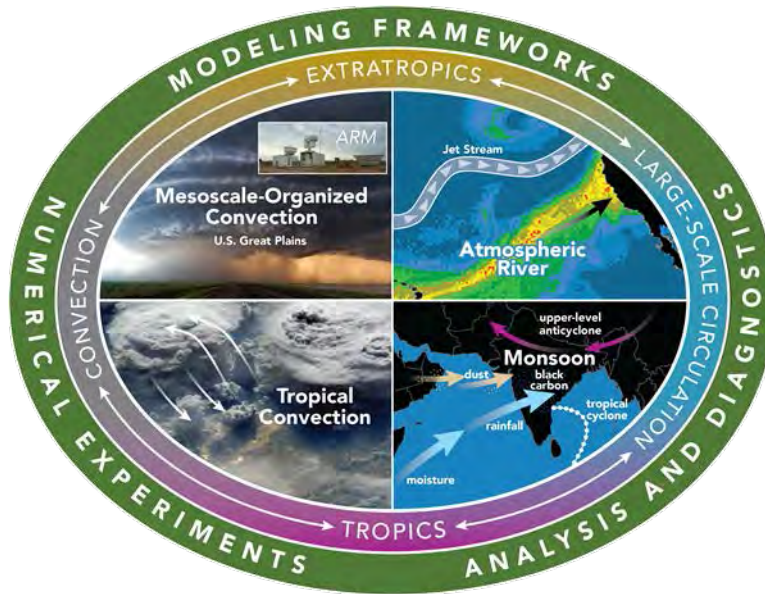 MODELING FRAMEWORKS
EXTRATROPICS
ARM
Mesoscale-Organized
Convection
U.S. Great Plains
Jet Stream
Atmospheric
River
CONVECTION
LARGE-SCALE CIRCULATION
Tropical
Convection
upper-level
anticyclone
Monsoon
dust
black
carbon
tropical
cyclone
rainfall
moisture
TROPICS
NUMERICAL EXPERIMENTS
ANALYSIS AND DIAGNOSTICS